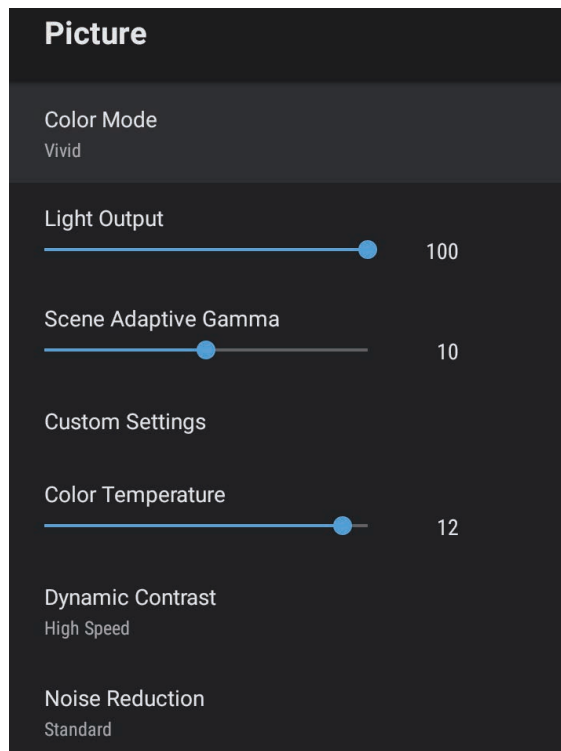 Picture
Color Mode
Vivid
Light Output
100
Scene Adaptive Gamma
10
Custom Settings
Color Temperature
12
Dynamic Contrast
High Speed
Noise Reduction
Standard